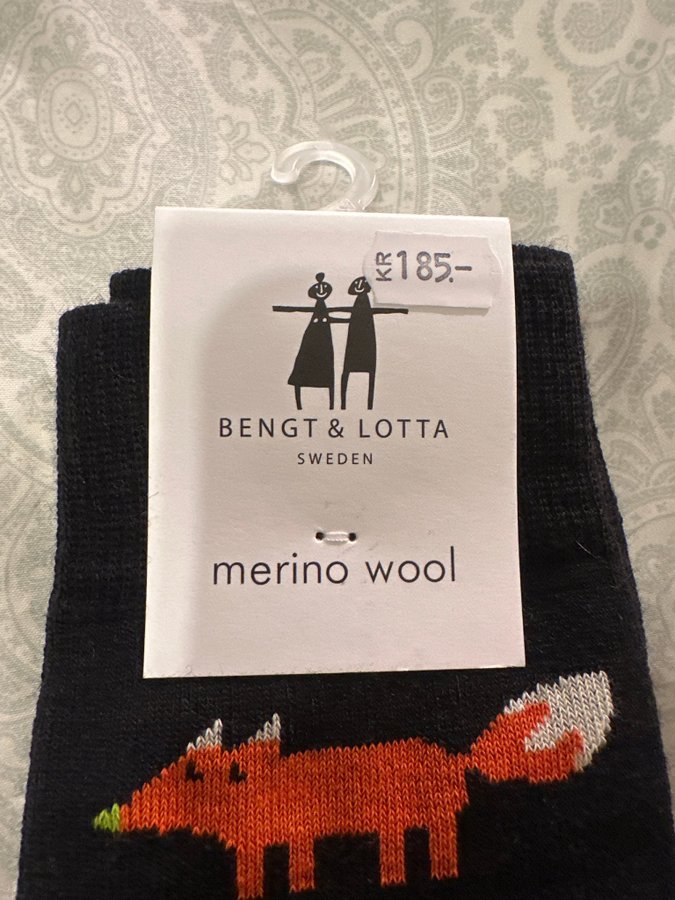 KR 185.-
BENGT & LOTTA
SWEDEN
merino wool